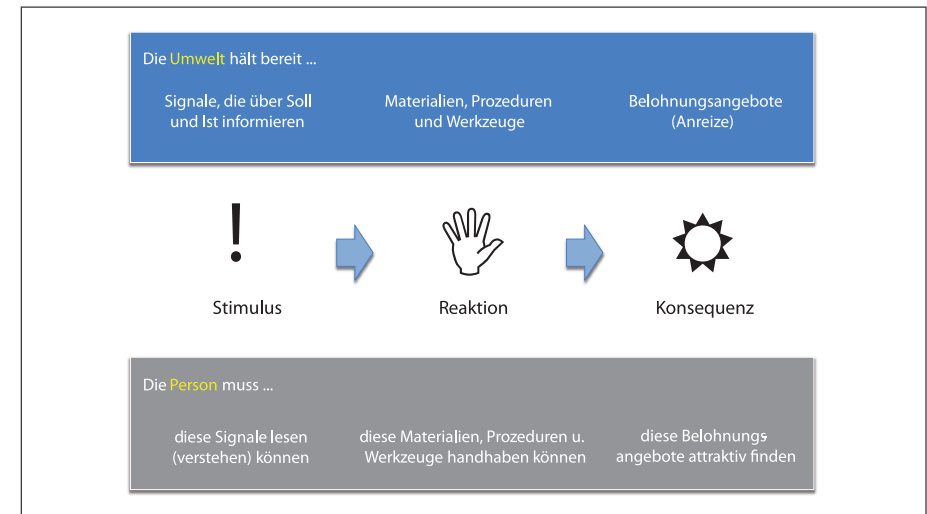 Die Umwelt hält bereit ...
Signale, die über Soll
und Ist informieren
Materialien, Prozeduren
und Werkzeuge
Belohnungsangebote
(Anreize)
!
Stimulus
Reaktion
Konsequenz
Die Person muss ...
diese Signale lesen
(verstehen) können
diese Materialien, Prozeduren u.
Werkzeuge handhaben können
diese Belohnungs-
angebote attraktiv finden